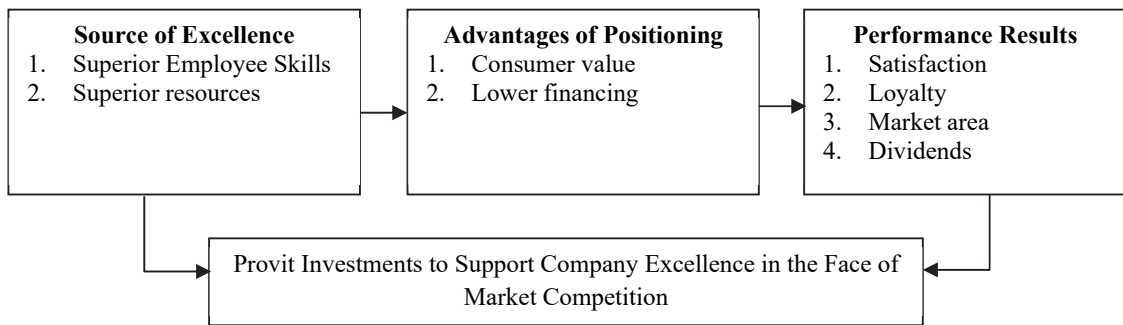 Source of Excellence
1. Superior Employee Skills
2. Superior resources
Advantages of Positioning
1. Consumer value
2. Lower financing
Performance Results
1. Satisfaction
2. Loyalty
3. Market area
4. Dividends
Provit Investments to Support Company Excellence in the Face of
Market Competition